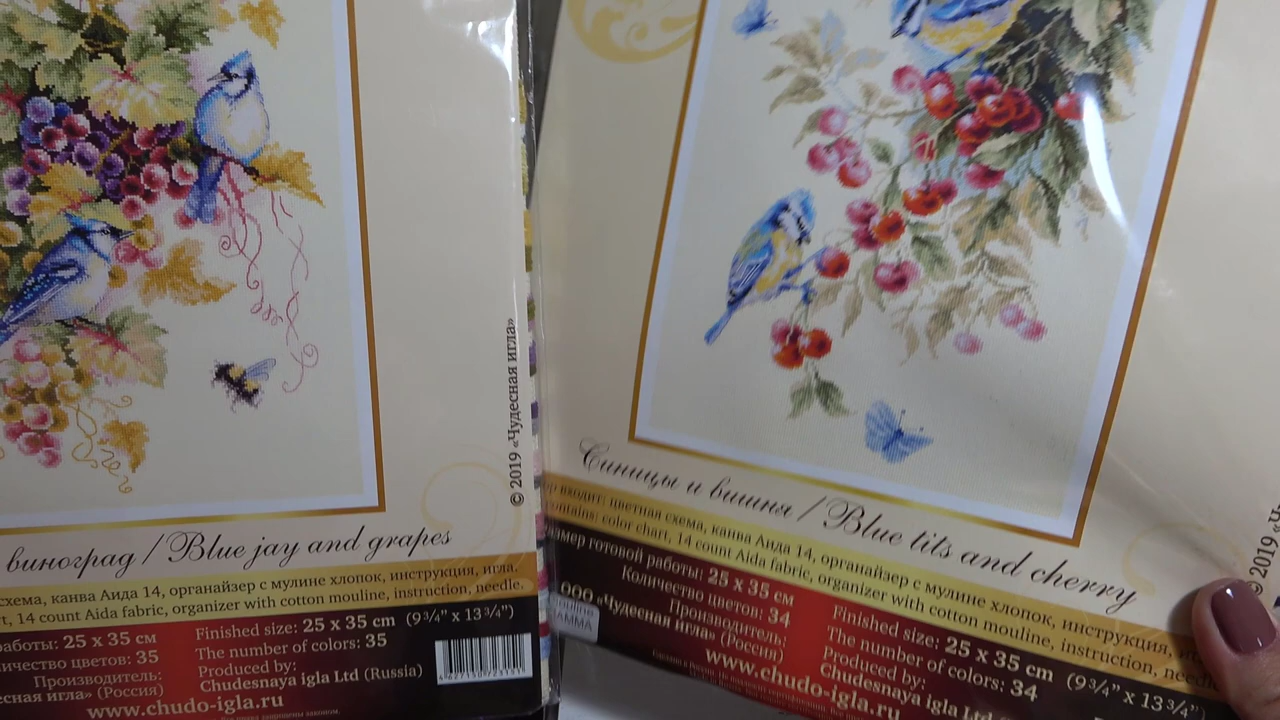 © 2019 «Чудесная игла»
виноград / Blue jay and grapes
схема, канва Аида 14, органайзер с мулине хлопок, инструкция, игла.
14 count Aida fabric, organizer with cotton mouline, instruction, needle.
работы: 25 x 35 см
Количество цветов: 35
Производитель:
«Чудесная игла» (Россия)
Finished size: 25 x 35 cm (9 3/4" x 13 3/4")
The number of colors: 35
Produced by:
Chudesnaya igla Ltd (Russia)
www.chudo-igla.ru
Синицы и вишня / Blue tits and cherry
входит: цветная схема, канва Аида 14, органайзер с мулине хлопок, инструкция,
contains: color chart, 14 count Aida fabric, organizer with cotton mouline, instruction, needle.
Размер готовой работы: 25 x 35 см
Количество цветов: 34
Производитель:
ООО «Чудесная игла» (Россия)
Finished size: 25 x 35 cm (9 3/4" x 13 3/4")
The number of colors: 34
Produced by:
Chudesnaya igla Ltd (Russia)
www.chudo-igla.ru
© 2019